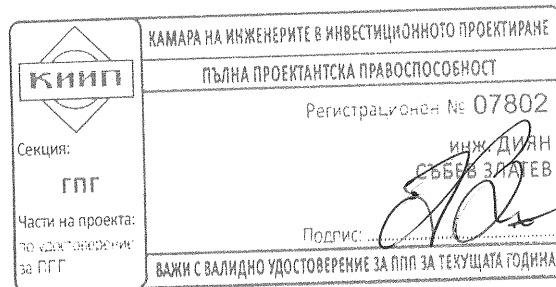 КАМАРА НА ИНЖЕНЕРИТЕ В ИНВЕСТИЦИОННОТО ПРОЕКТИРАНЕ
КИИП
ПЪЛНА ПРОЕКТАНТСКА ПРАВОСПОСОБНОСТ
Регистрационен № 07802
Секция:
ГПГ
инж. ДИЯН
СЪБЕВ ЗЛАТЕВ
Части на проекта:
по удостоверение
за ППП
Подпис:
ВАЖИ С ВАЛИДНО УДОСТОВЕРЕНИЕ ЗА ППП ЗА ТЕКУЩАТА ГОДИНА